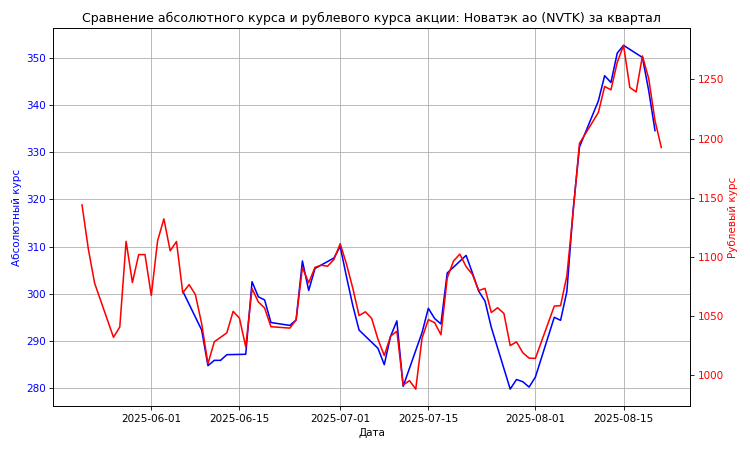 Сравнение абсолютного курса и рублевого курса акции: Новатэк ао (NVTK) за квартал
Абсолютный курс
350
340
330
320
310
300
290
280
1250
1200
1150
1100
1050
1000
Рублевый курс
2025-06-01 2025-06-15 2025-07-01 2025-07-15 2025-08-01 2025-08-15
Дата